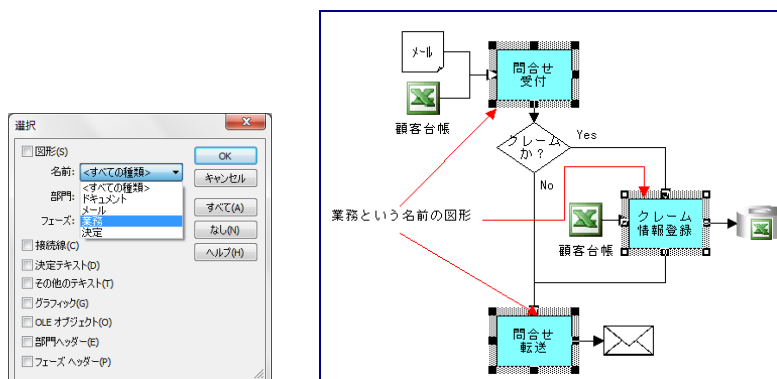 選択
図形(S)
名前: <すべての種類>
<すべての種類>
ドキュメント
メール
業務
決定
部門:
フェーズ:
接続線(C)
決定テキスト(D)
その他のテキスト(T)
グラフィック(G)
OLE オブジェクト(O)
部門ヘッダー(E)
フェーズ ヘッダー(P)
OK
キャンセル
すべて(A)
なし(N)
ヘルプ(H)
メール
顧客台帳
問合せ
受付
クレーム
か?
Yes
No
業務という名前の図形
顧客台帳
クレーム
情報登録
問合せ
転送